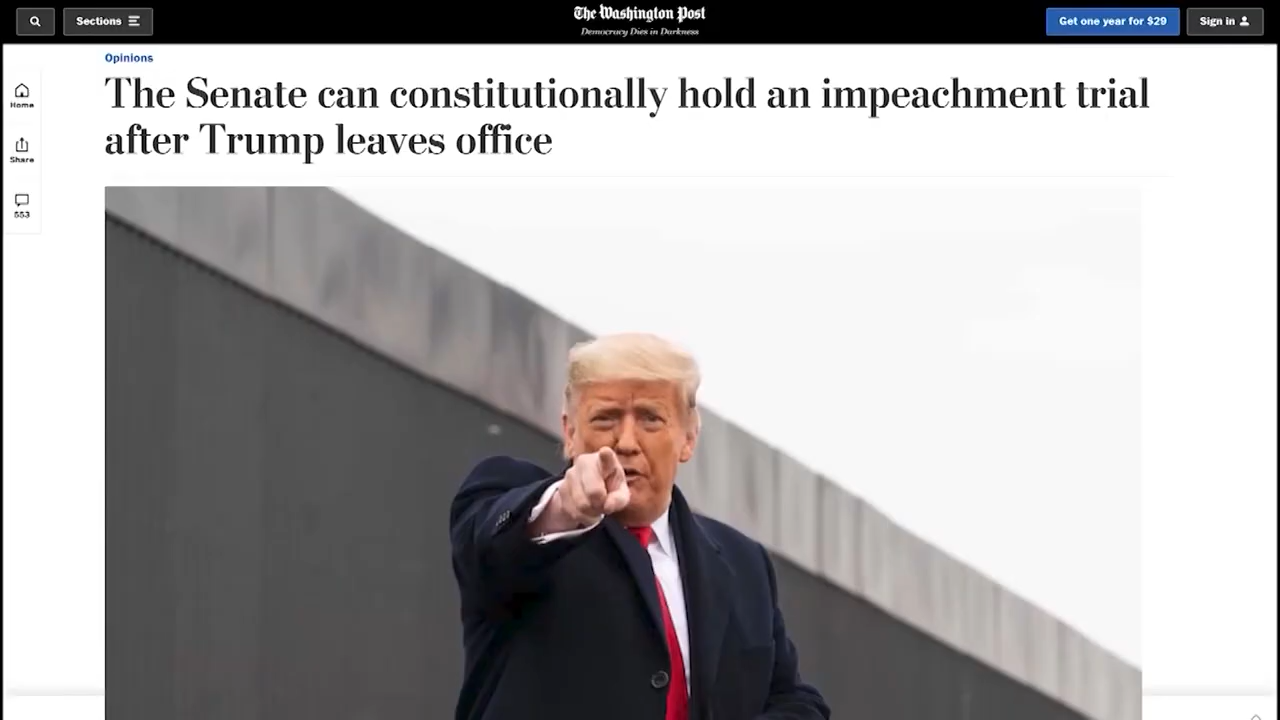 Sections
The Washington Post
Democracy Dies in Darkness
Get one year for $29
Sign in
Opinions
The Senate can constitutionally hold an impeachment trial
after Trump leaves office
Home
Share
553